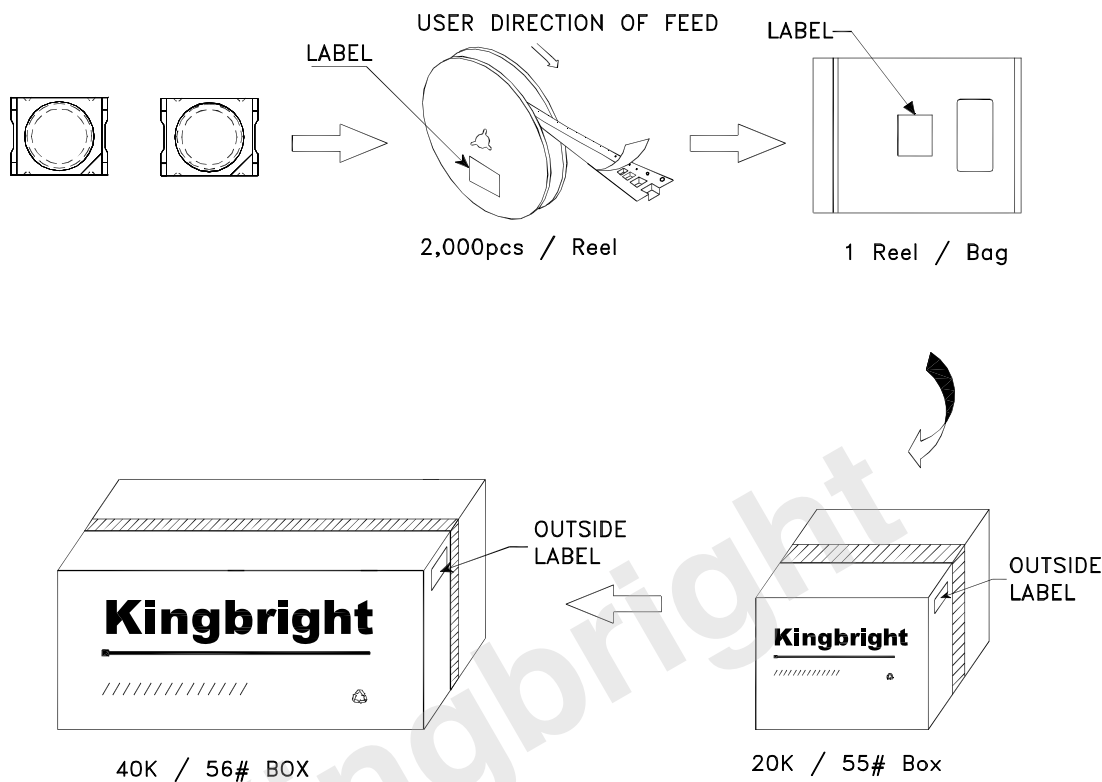 USER DIRECTION OF FEED
LABEL
LABEL
2,000pcs / Reel
1 Reel / Bag
OUTSIDE
LABEL
OUTSIDE
LABEL
Kingbright
Kingbright
40K / 56# BOX
20K / 55# Box
Kingbright